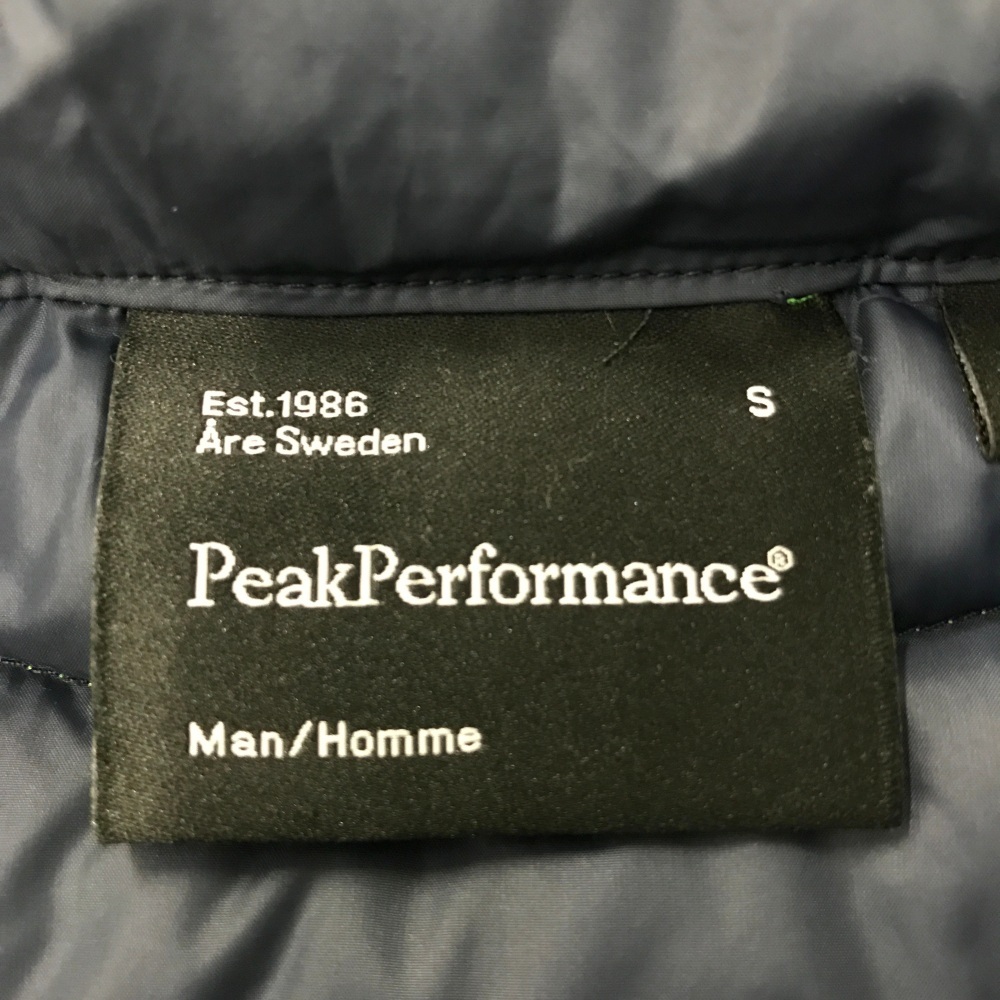 Est.1986
S
Åre Sweden
PeakPerformance®
Man/Homme